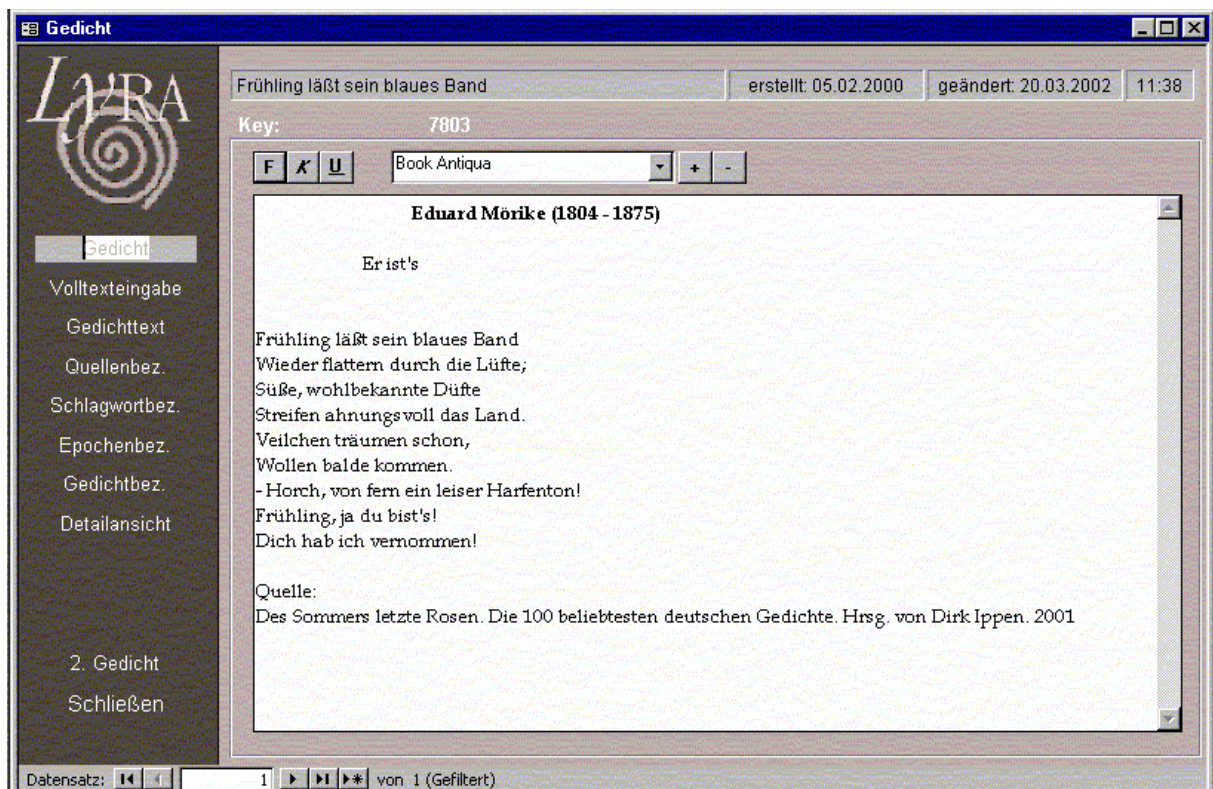 Gedicht
LyRA
Frühling läßt sein blaues Band erstellt: 05.02.2000 geändert: 20.03.2002 11:38
Key: 7803
F K U Book Antiqua + -
Gedicht
Volltexteingabe
Gedichttext
Quellenbez.
Schlagwortbez.
Epochenbez.
Gedichtbez.
Detailansicht
2. Gedicht
Schließen
Eduard Mörike (1804 - 1875)
Er ist's
Frühling läßt sein blaues Band
Wieder flattern durch die Lüfte;
Süße, wohlbekannte Düfte
Streifen ahnungsvoll das Land.
Veilchen träumen schon,
Wollen balde kommen.
- Horch, von fern ein leiser Harfenton!
Frühling, ja du bist's!
Dich hab ich vernommen!
Quelle:
Des Sommers letzte Rosen. Die 100 beliebtesten deutschen Gedichte. Hrsg. von Dirk Ippen. 2001
Datensatz: 1 von 1 (Gefiltert)